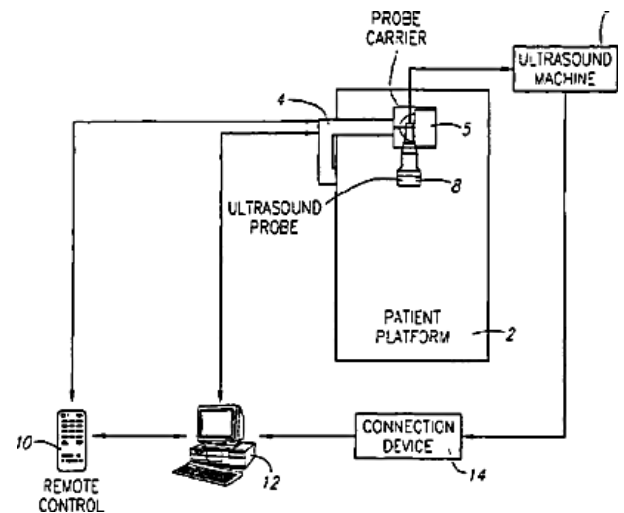 PROBE
CARRIER
ULTRASOUND
MACHINE
4
5
8
ULTRASOUND
PROBE
PATIENT
PLATFORM
2
10
REMOTE
CONTROL
12
CONNECTION
DEVICE
14